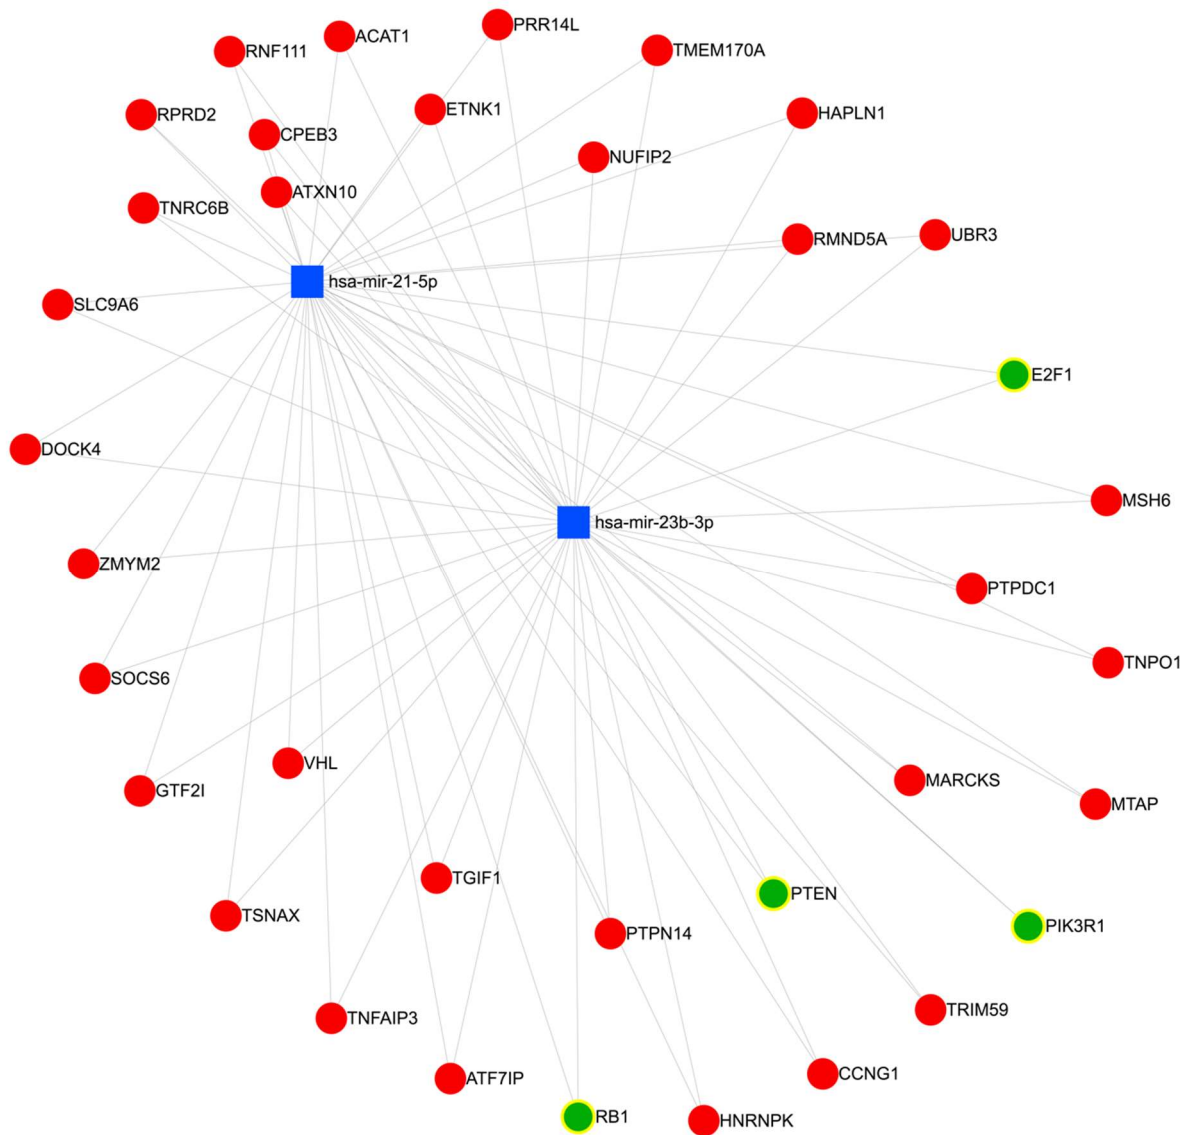 PRR14L
ACAT1
RNF111
TMEM170A
ETNK1
HAPLN1
RPRD2
CPEB3
NUFIP2
ATXN10
TNRC6B
UBR3
RMND5A
hsa-mir-21-5p
SLC9A6
E2F1
DOCK4
MSH6
hsa-mir-23b-3p
ZMYM2
PTPDC1
TNPO1
SOCS6
VHL
MARCKS
GTF2I
MTAP
TGIF1
PTEN
TSNAX
PIK3R1
PTPN14
TRIM59
TNFAIP3
CCNG1
ATF7IP
RB1
HNRNPK